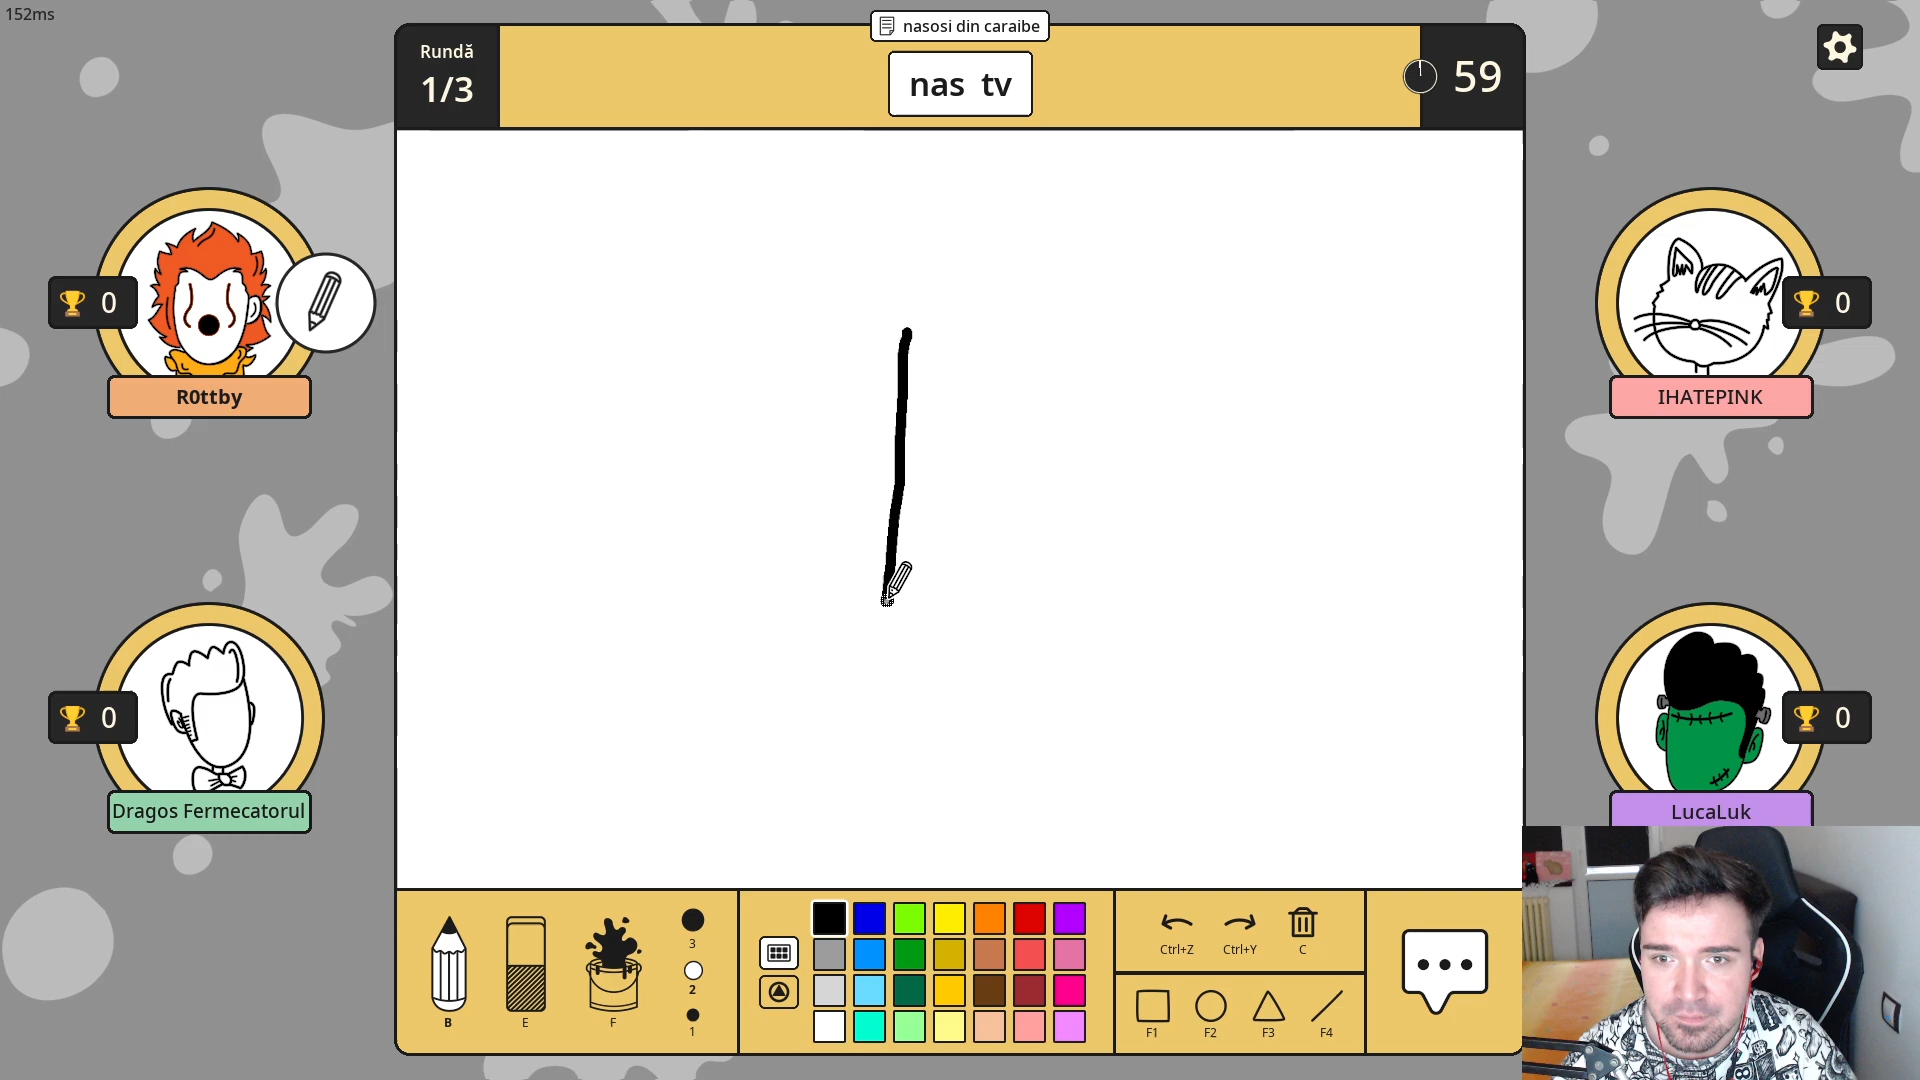 152ms
nasosi din caraibe
Rundă
1/3
nas tv
59
0
R0ttby
0
IHATEPINK
0
Dragos Fermecatorul
0
LucaLuk
B
E
F
3
2
1
Ctrl+Z
Ctrl+Y
C
F1
F2
F3
F4